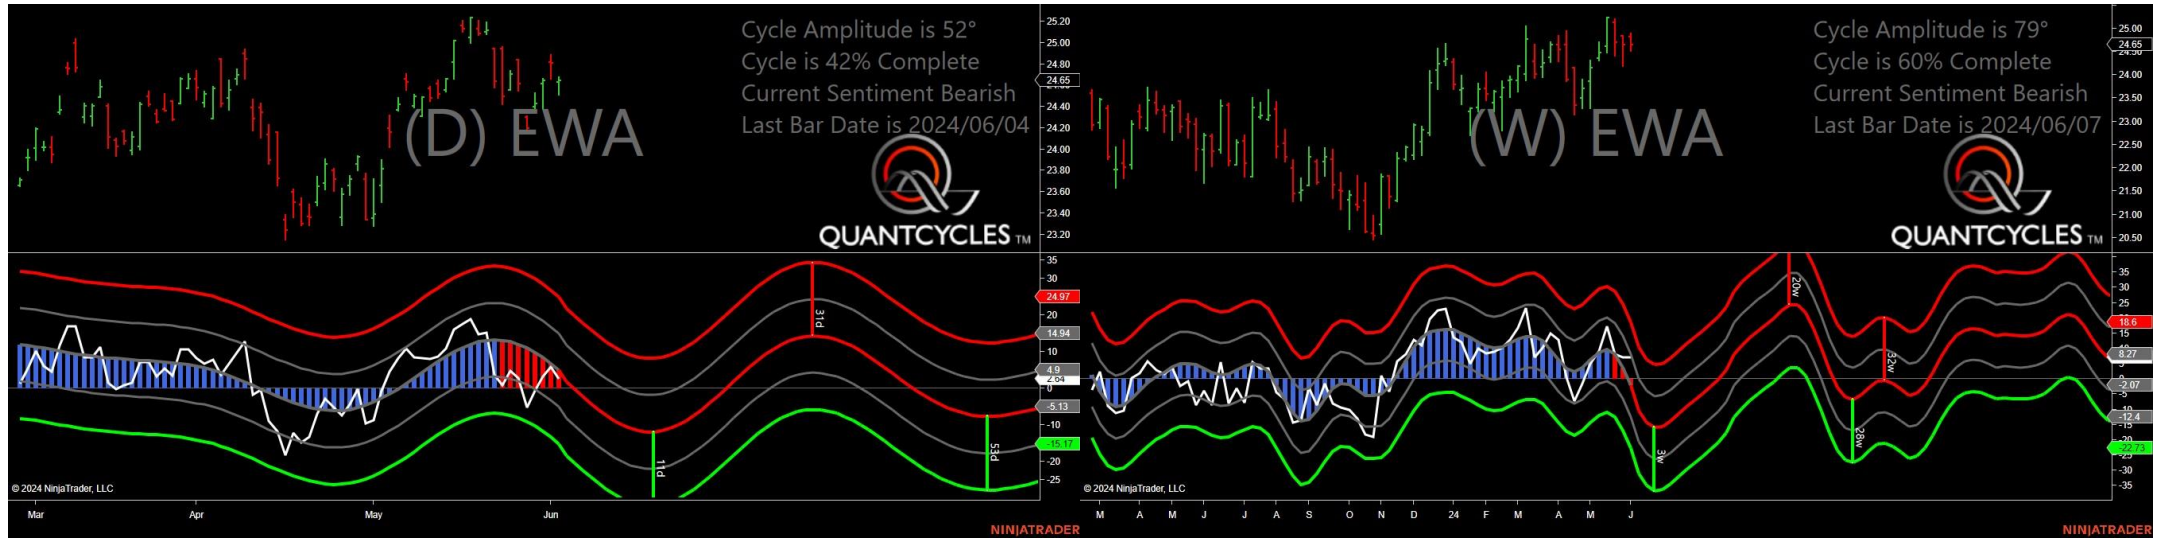 Cycle Amplitude is 52°
Cycle is 42% Complete
Current Sentiment Bearish
Last Bar Date is 2024/06/04
(D) EWA
QUANTCYCLES TM
25.20
25.00
24.80
24.65
24.40
24.20
24.00
23.80
23.60
23.40
23.20
35
30
24.97
20
14.94
10
4.9
2.64
0
-5.13
-10
-15.17
-20
-25
31d
11d
53d
© 2024 NinjaTrader, LLC
Mar Apr May Jun
NINJATRADER
Cycle Amplitude is 79°
Cycle is 60% Complete
Current Sentiment Bearish
Last Bar Date is 2024/06/07
(W) EWA
QUANTCYCLES TM
25.00
24.65
24.00
23.50
23.00
22.50
22.00
21.50
21.00
20.50
35
30
25
18.6
8.27
-2.07
-5
-12.4
-15
-22.73
-30
-35
20w
32w
3w
28w
© 2024 NinjaTrader, LLC
M A M J J A S O N D 24 F M A M J
NINJATRADER